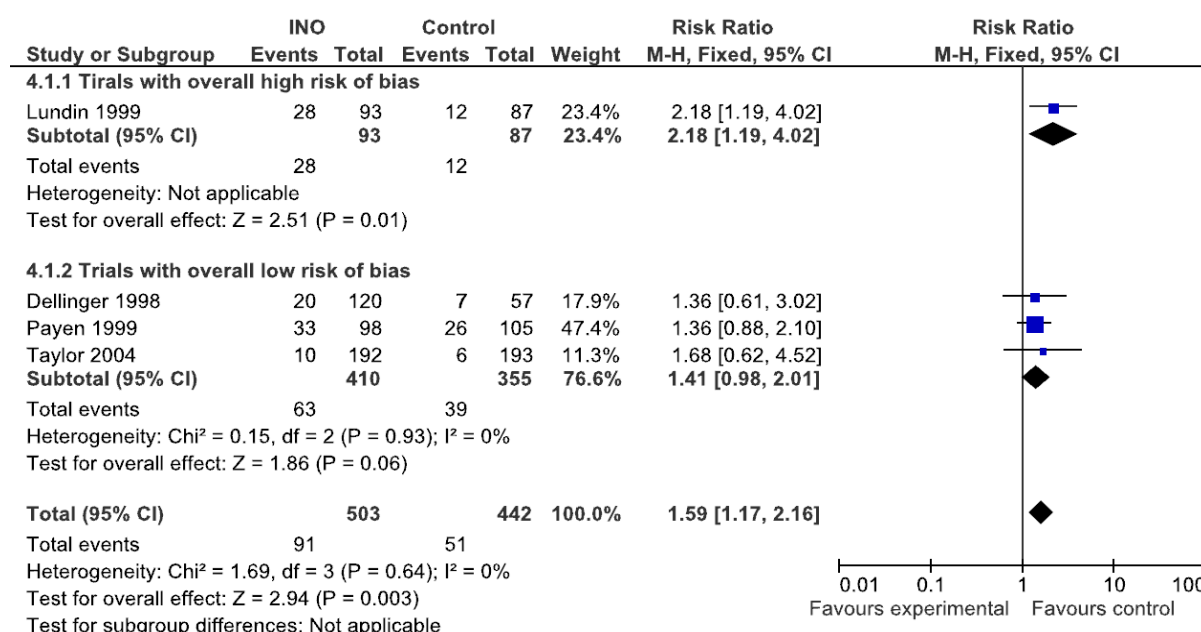 INO Control Risk Ratio Risk Ratio
Study or Subgroup Events Total Events Total Weight M-H, Fixed, 95% CI M-H, Fixed, 95% CI
4.1.1 Tirals with overall high risk of bias
Lundin 1999 28 93 12 87 23.4% 2.18 [1.19, 4.02]
Subtotal (95% CI) 93 87 23.4% 2.18 [1.19, 4.02]
Total events 28 12
Heterogeneity: Not applicable
Test for overall effect: Z = 2.51 (P = 0.01)
4.1.2 Trials with overall low risk of bias
Dellinger 1998 20 120 7 57 17.9% 1.36 [0.61, 3.02]
Payen 1999 33 98 26 105 47.4% 1.36 [0.88, 2.10]
Taylor 2004 10 192 6 193 11.3% 1.68 [0.62, 4.52]
Subtotal (95% CI) 410 355 76.6% 1.41 [0.98, 2.01]
Total events 63 39
Heterogeneity: Chi² = 0.15, df = 2 (P = 0.93); I² = 0%
Test for overall effect: Z = 1.86 (P = 0.06)
Total (95% CI) 503 442 100.0% 1.59 [1.17, 2.16]
Total events 91 51
Heterogeneity: Chi² = 1.69, df = 3 (P = 0.64); I² = 0%
Test for overall effect: Z = 2.94 (P = 0.003)
Test for subgroup differences: Not applicable
0.01 0.1 1 10 100
Favours experimental Favours control